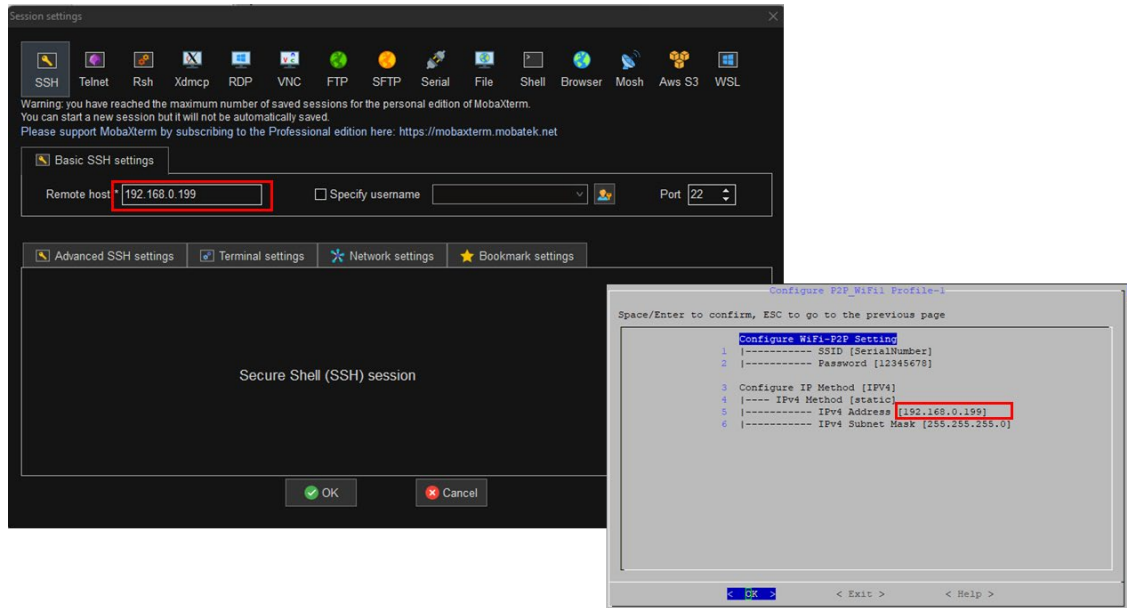 Session settings
SSH Telnet Rsh Xdmcp RDP VNC FTP SFTP Serial File Shell Browser Mosh Aws S3 WSL
Warning: you have reached the maximum number of saved sessions for the personal edition of MobaXterm.
You can start a new session but it will not be automatically saved.
Please support MobaXterm by subscribing to the Professional edition here: https://mobaxterm.mobatek.net
Basic SSH settings
Remote host * 192.168.0.199 Specify username Port 22
Advanced SSH settings Terminal settings Network settings Bookmark settings
Secure Shell (SSH) session
OK Cancel
Configure P2P_WiFi1 Profile-1
Space/Enter to confirm, ESC to go to the previous page
Configure WiFi-P2P Setting
1 |----------- SSID [SerialNumber]
2 |----------- Password [12345678]
3 Configure IP Method [IPV4]
4 |---- IPv4 Method [static]
5 |----------- IPv4 Address [192.168.0.199]
6 |----------- IPv4 Subnet Mask [255.255.255.0]
< OK > < Exit > < Help >